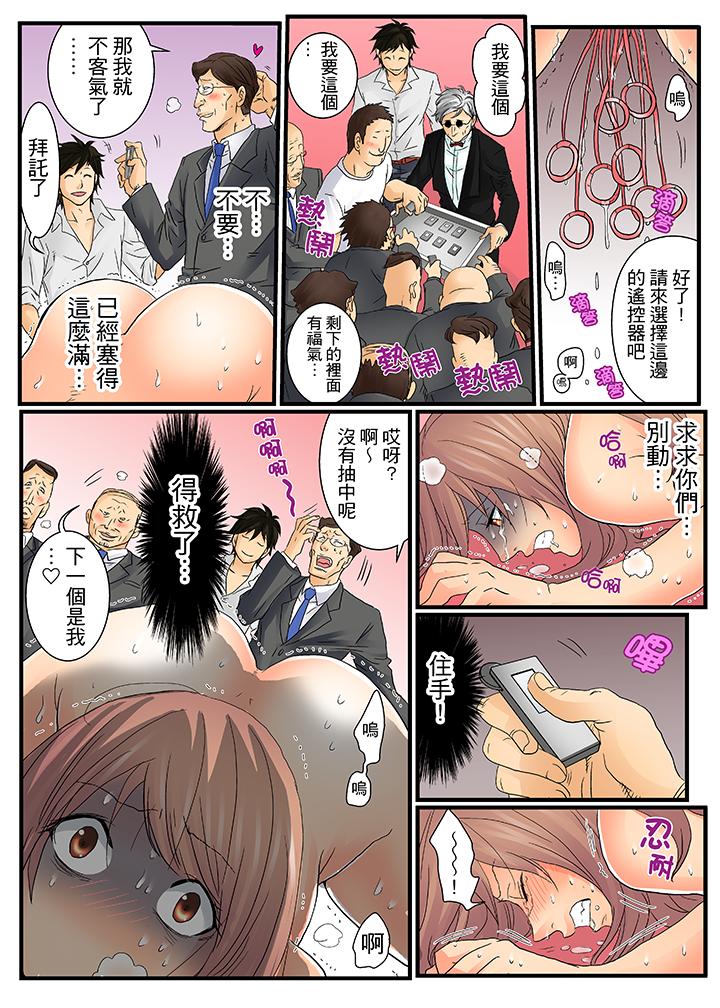 嗚
滴答
嗚…
滴答
啊
嗚
滴答
好了！
請來選擇這邊
的遙控器吧
我要這個
我要這個
…
熱鬧
熱鬧
熱鬧
剩下的裡面
有福氣…
那我就
不客氣了
……
拜託了
不…
不要…
已經塞得
這麼滿…
求求你們…
別動…
哈啊
哈啊
嗶
住手！
忍耐
～～！
哎呀？
啊～
沒有抽中呢
啊啊啊～
得救了…
下一個是我
…♡
嗚
嗚
啊